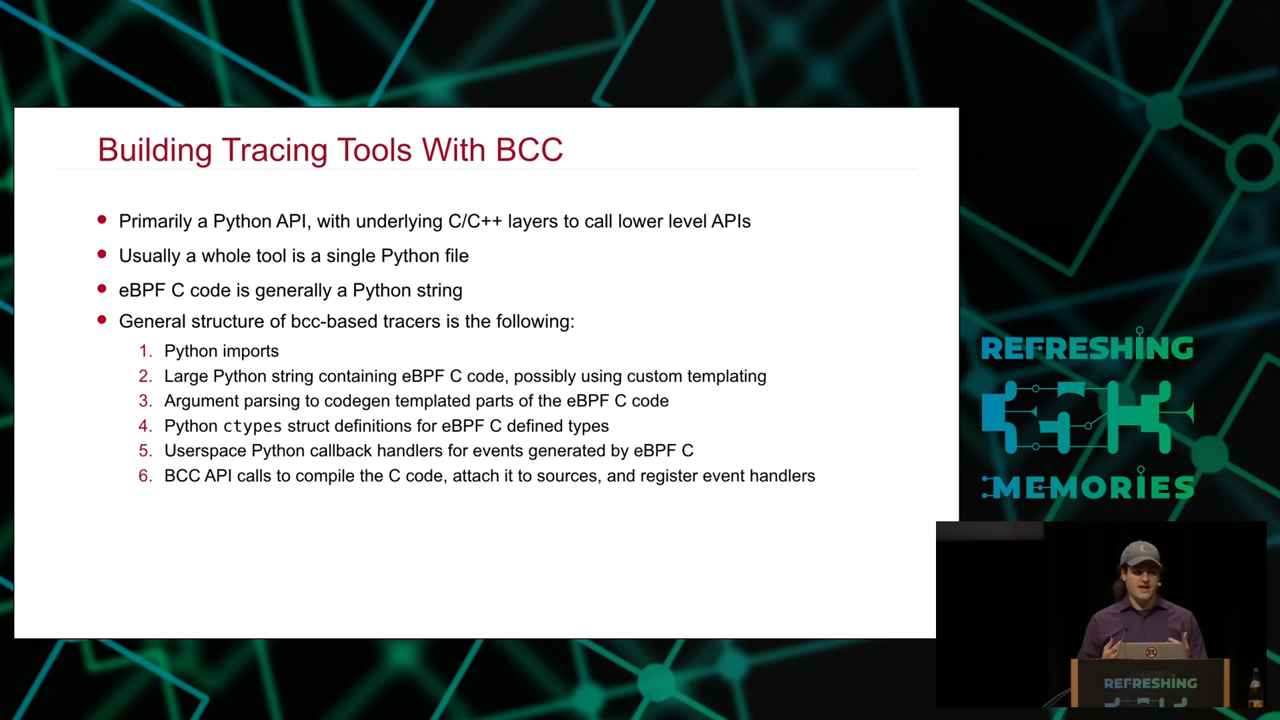 Building Tracing Tools With BCC
Primarily a Python API, with underlying C/C++ layers to call lower level APIs
Usually a whole tool is a single Python file
eBPF C code is generally a Python string
General structure of bcc-based tracers is the following:
1. Python imports
2. Large Python string containing eBPF C code, possibly using custom templating
3. Argument parsing to codegen templated parts of the eBPF C code
4. Python ctypes struct definitions for eBPF C defined types
5. Userspace Python callback handlers for events generated by eBPF C
6. BCC API calls to compile the C code, attach it to sources, and register event handlers
REFRESHING
MEMORIES
REFRESHING